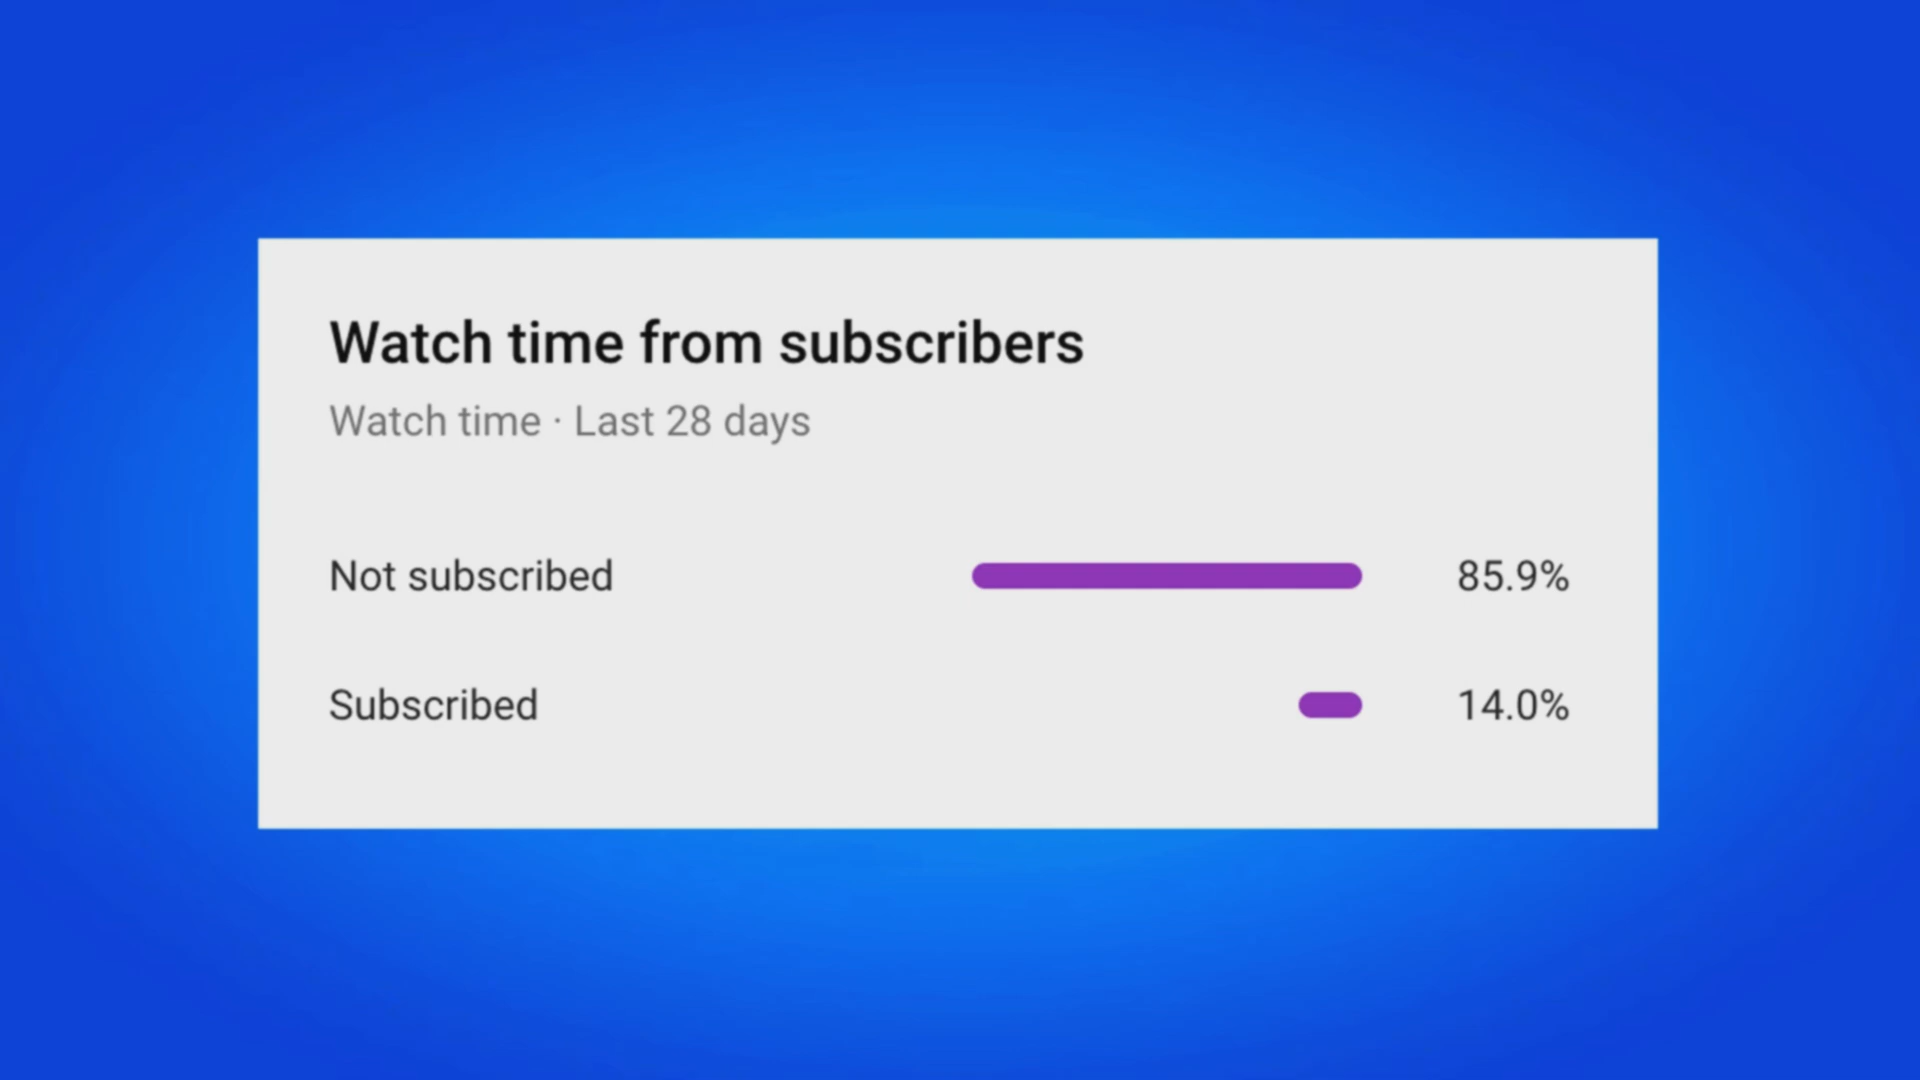 Watch time from subscribers
Watch time · Last 28 days
Not subscribed 85.9%
Subscribed 14.0%